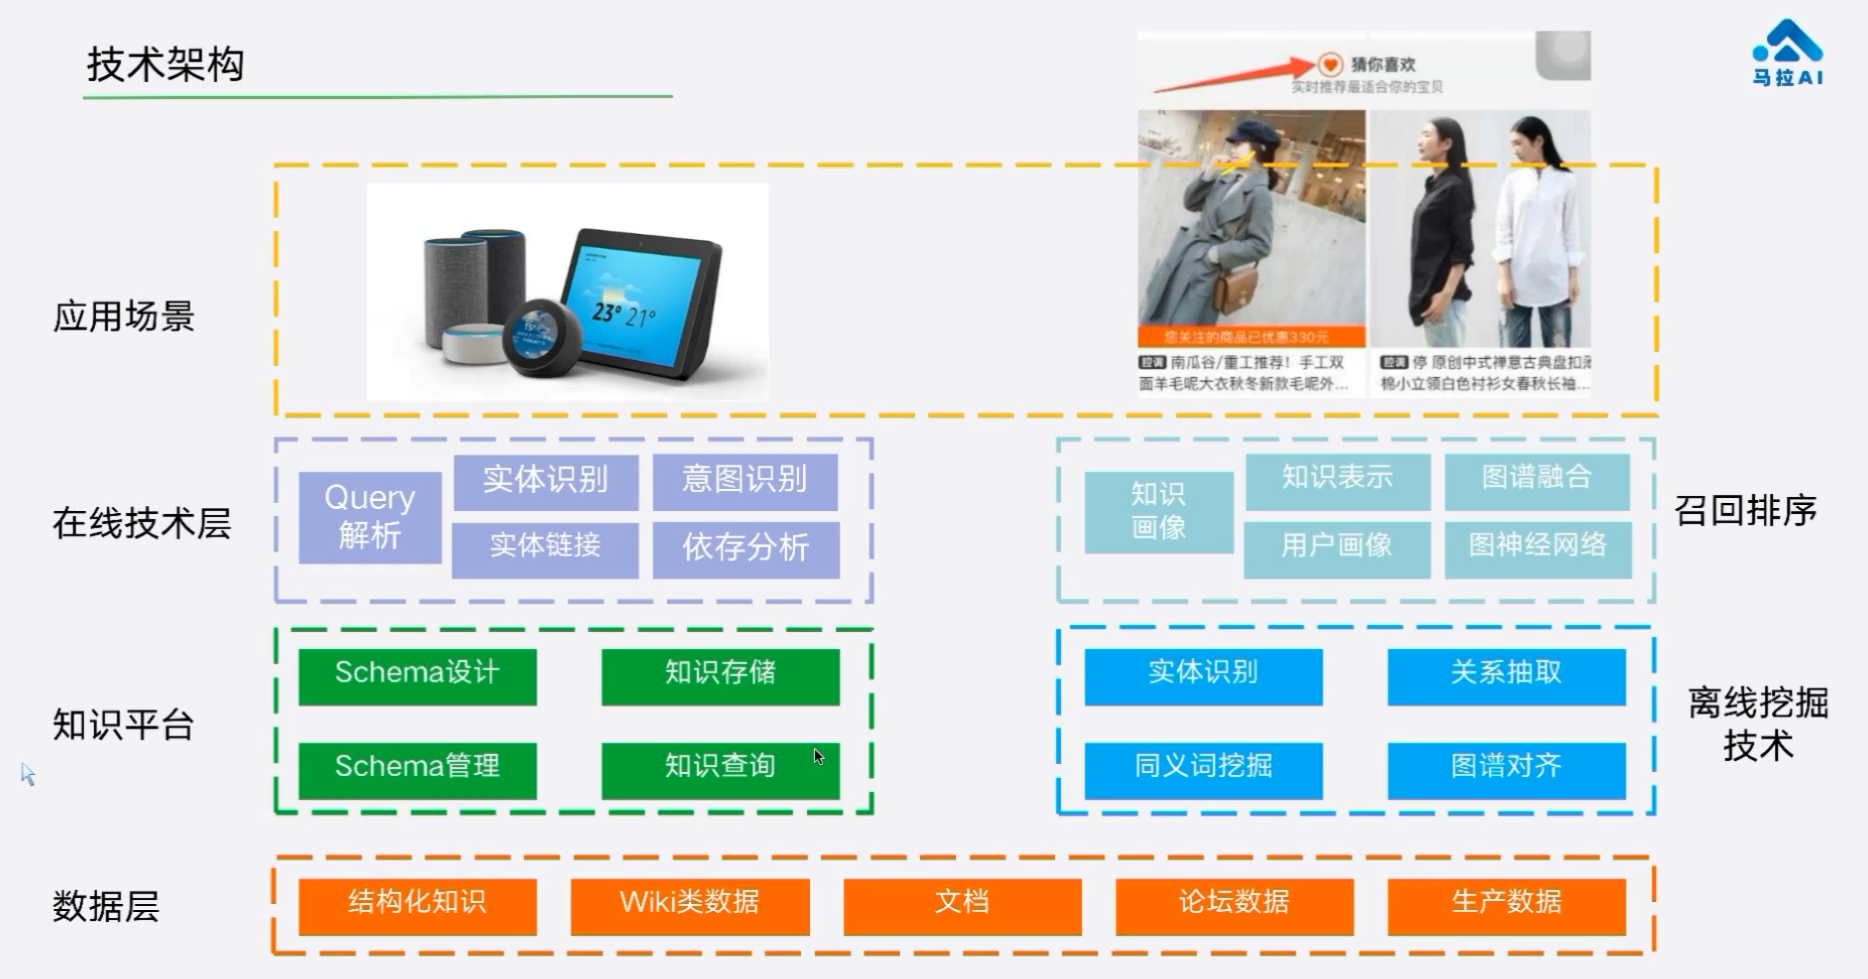 技术架构
马拉AI
猜你喜欢
实时推荐最适合你的宝贝
应用场景
23° 21°
15°
您关注的商品已优惠330元
南瓜谷/重工推荐！手工双
面羊毛呢大衣秋冬新款毛呢外...
停 原创中式禅意古典盘扣薄
棉小立领白色衬衫女春秋长袖...
在线技术层
Query
解析
实体识别
意图识别
实体链接
依存分析
知识
画像
知识表示
图谱融合
用户画像
图神经网络
召回排序
知识平台
Schema设计
知识存储
Schema管理
知识查询
实体识别
关系抽取
同义词挖掘
图谱对齐
离线挖掘
技术
数据层
结构化知识
Wiki类数据
文档
论坛数据
生产数据